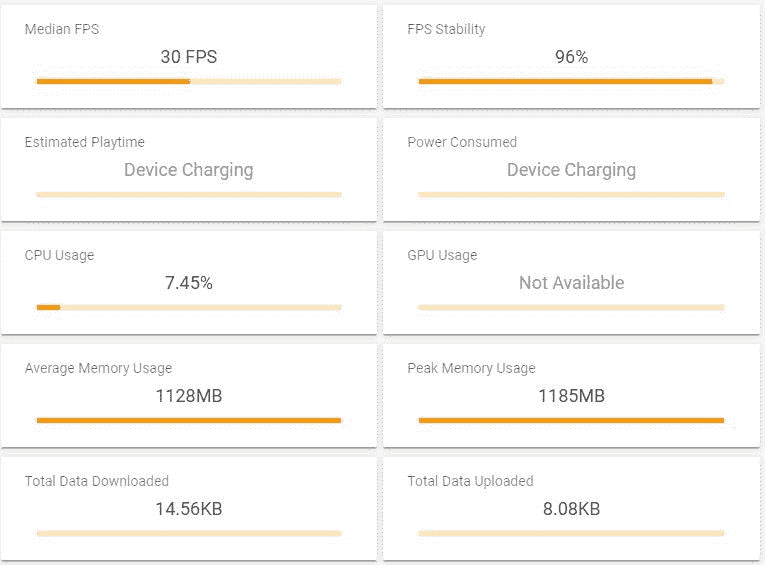 Median FPS
30 FPS
FPS Stability
96%
Estimated Playtime
Device Charging
Power Consumed
Device Charging
CPU Usage
7.45%
GPU Usage
Not Available
Average Memory Usage
1128MB
Peak Memory Usage
1185MB
Total Data Downloaded
14.56KB
Total Data Uploaded
8.08KB